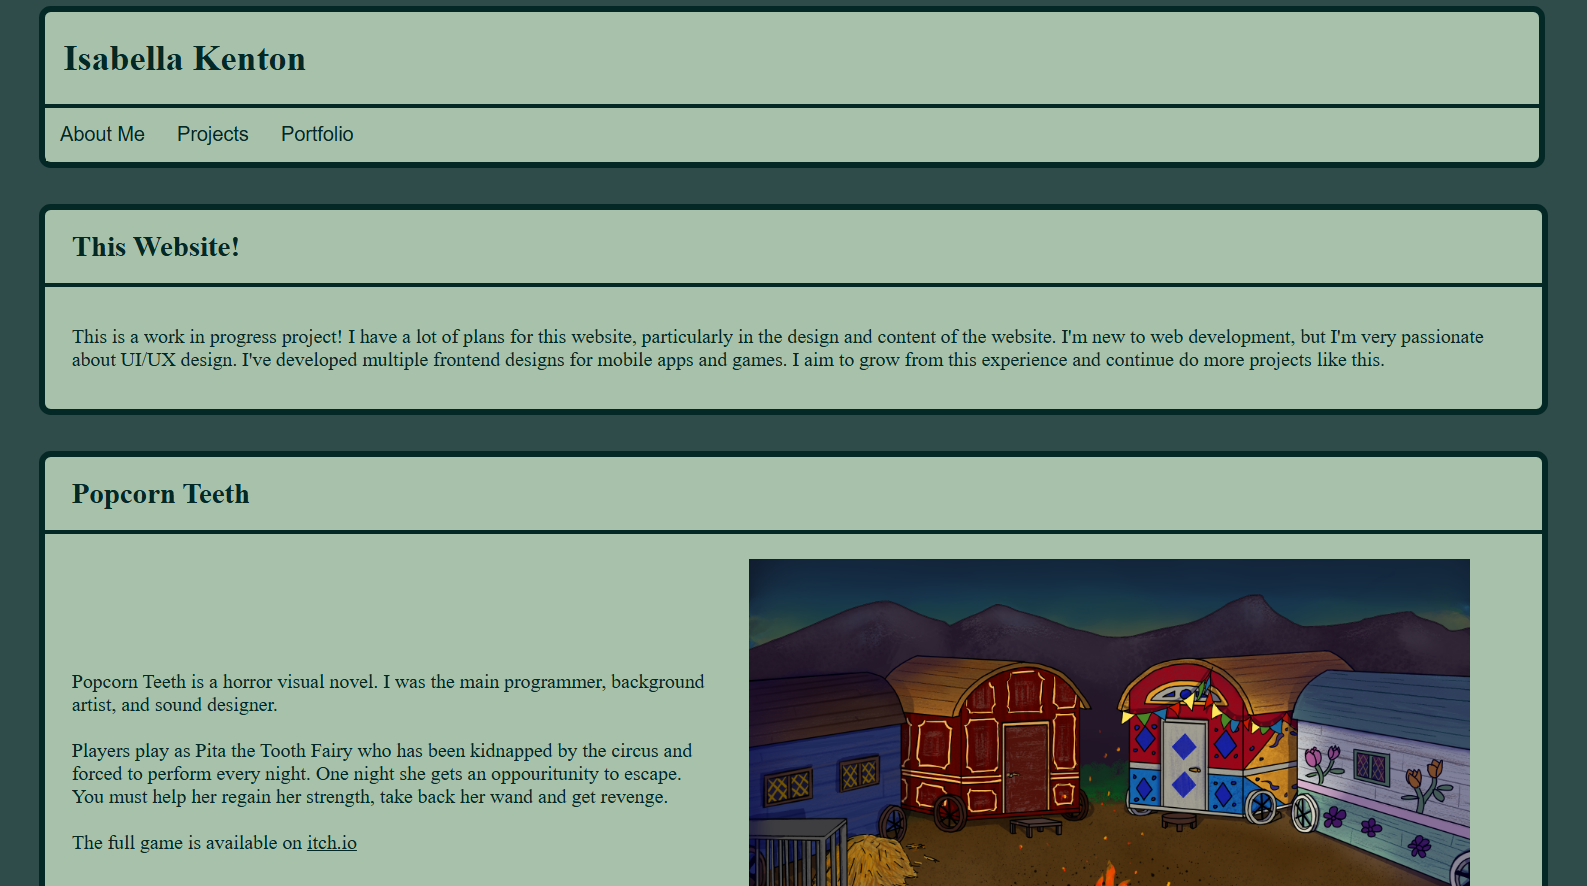 Isabella Kenton
About Me Projects Portfolio
This Website!
This is a work in progress project! I have a lot of plans for this website, particularly in the design and content of the website. I'm new to web development, but I'm very passionate
about UI/UX design. I've developed multiple frontend designs for mobile apps and games. I aim to grow from this experience and continue do more projects like this.
Popcorn Teeth
Popcorn Teeth is a horror visual novel. I was the main programmer, background
artist, and sound designer.
Players play as Pita the Tooth Fairy who has been kidnapped by the circus and
forced to perform every night. One night she gets an oppouritunity to escape.
You must help her regain her strength, take back her wand and get revenge.
The full game is available on itch.io